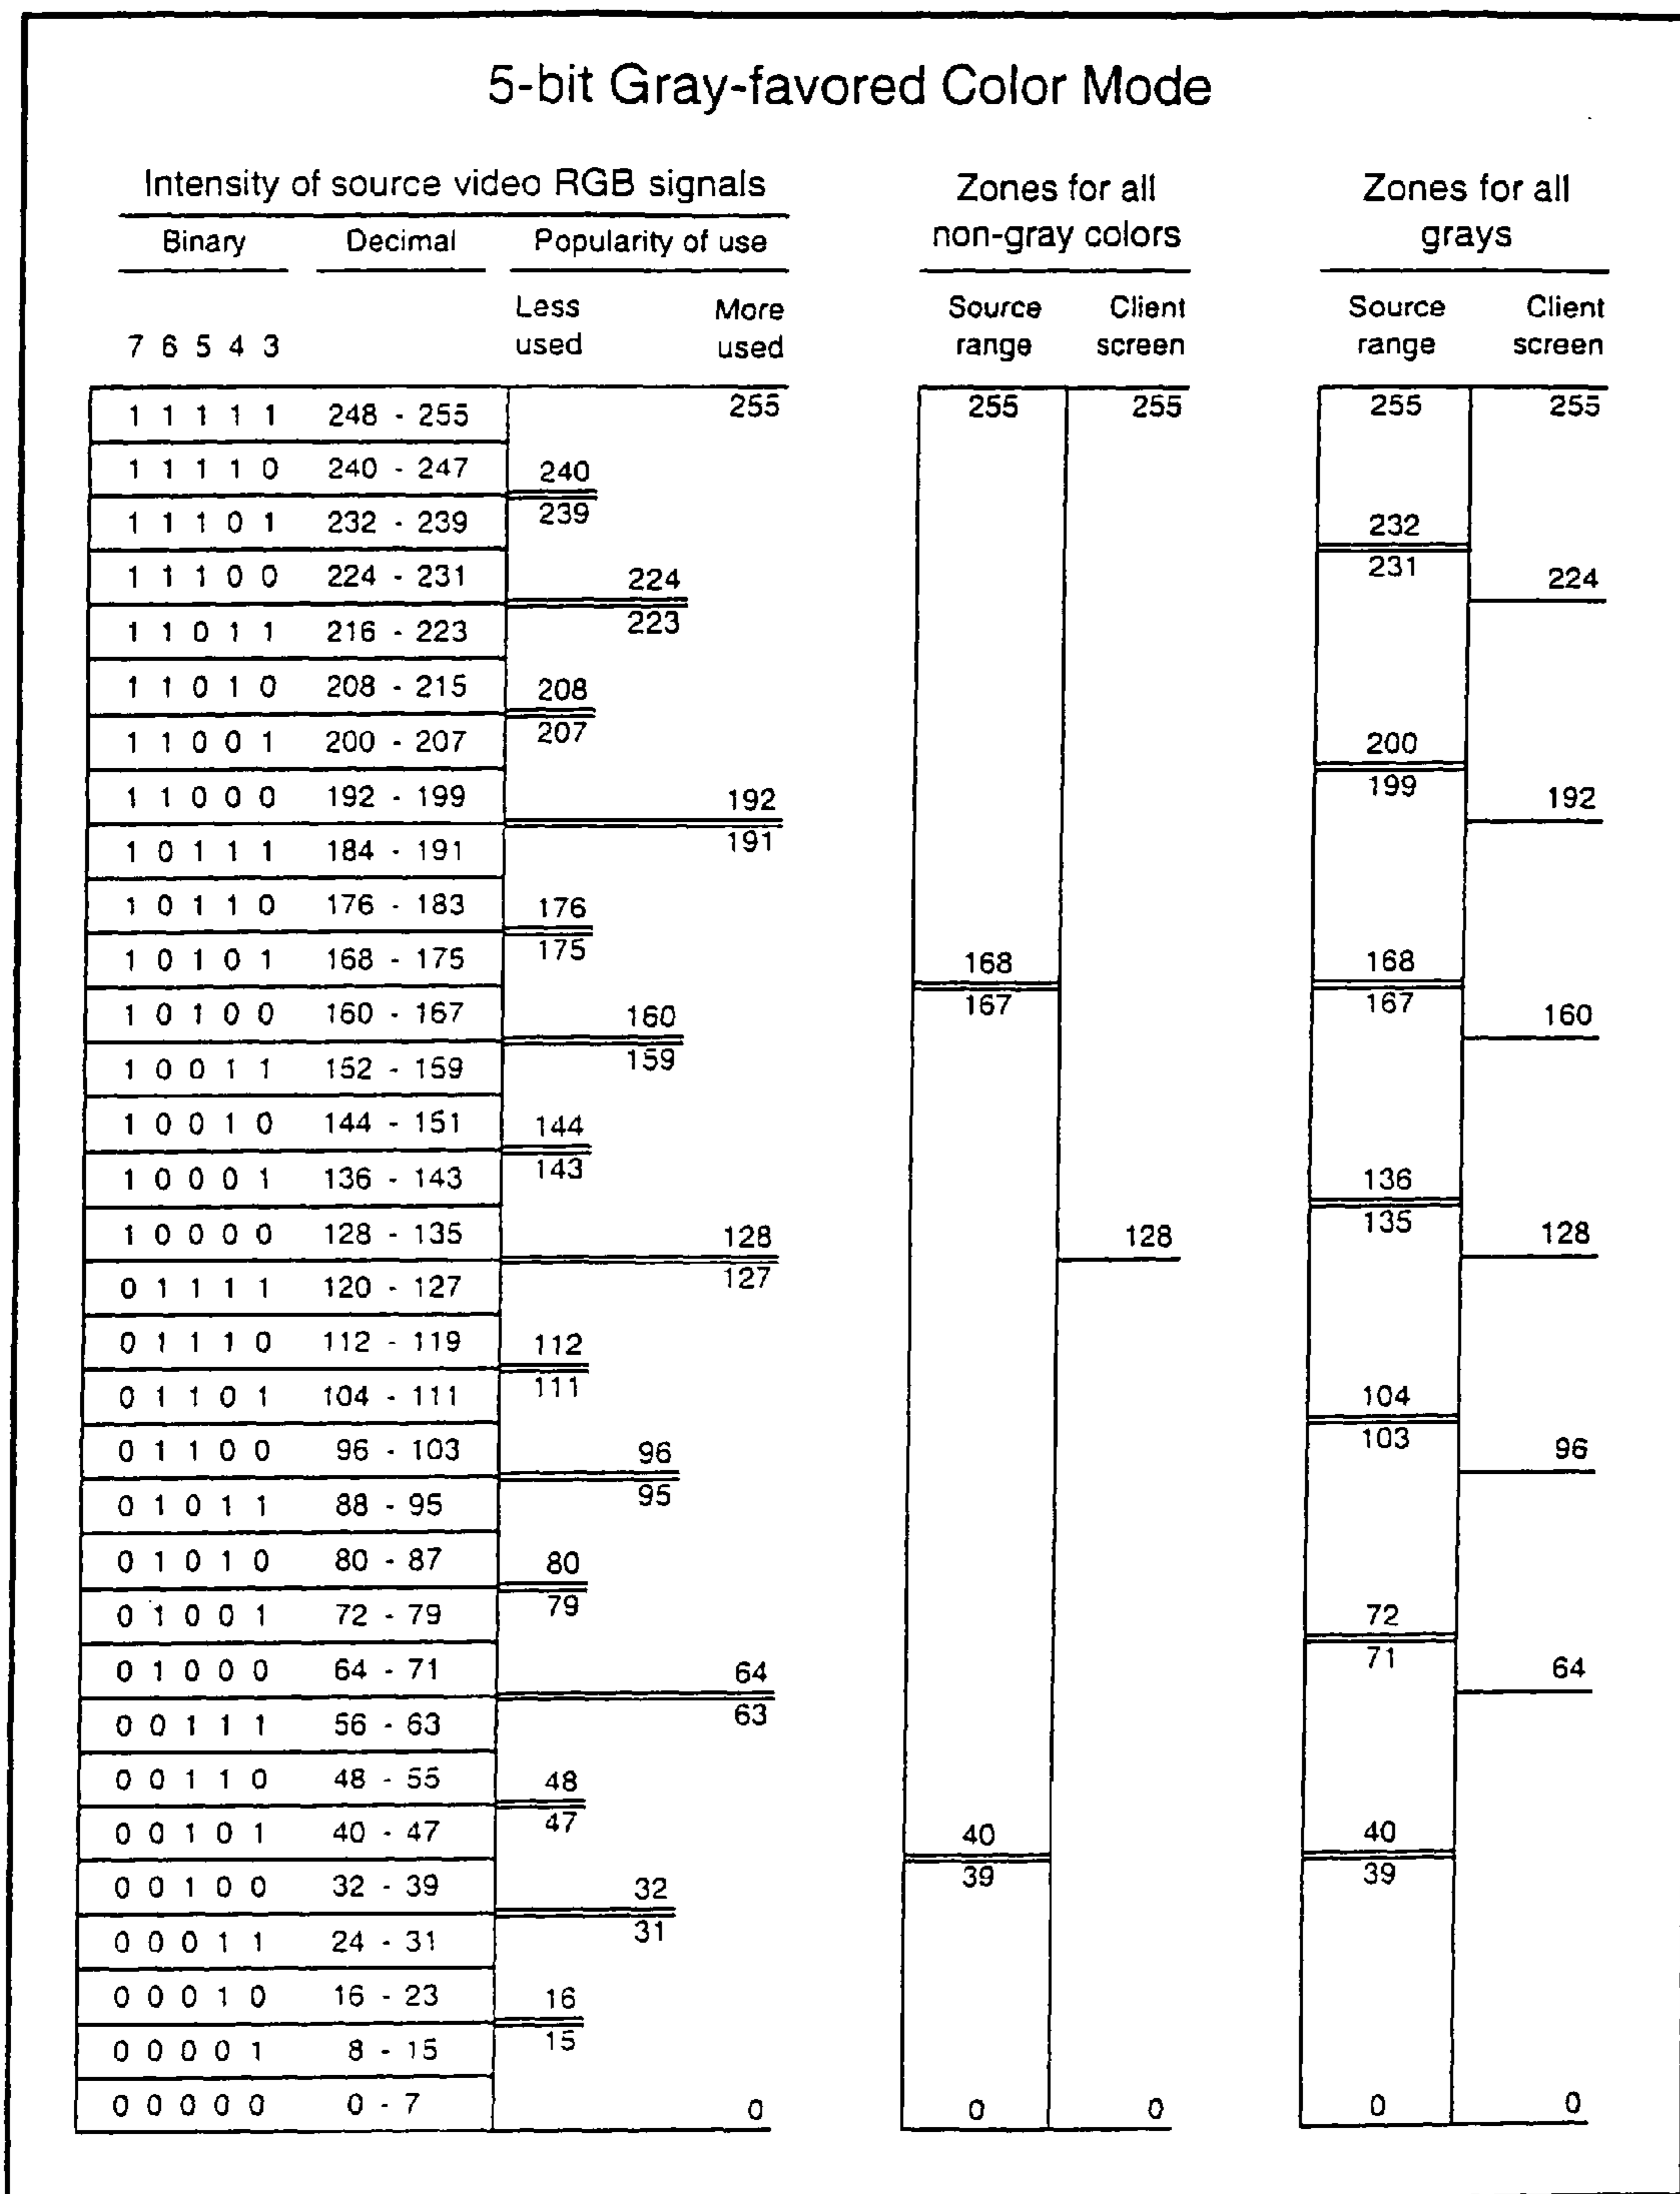 5-bit Gray-favored Color Mode
Intensity of source video RGB signals
Binary Decimal Popularity of use
7 6 5 4 3
Less used
More used
Zones for all non-gray colors
Source range
Client screen
Zones for all grays
Source range
Client screen
1 1 1 1 1 248 - 255 255 255 255 255 255
1 1 1 1 0 240 - 247 240
1 1 1 0 1 232 - 239 239 232
1 1 1 0 0 224 - 231 224 231 224
1 1 0 1 1 216 - 223 223
1 1 0 1 0 208 - 215 208
1 1 0 0 1 200 - 207 207 200
1 1 0 0 0 192 - 199 192 199 192
1 0 1 1 1 184 - 191 191
1 0 1 1 0 176 - 183 176
1 0 1 0 1 168 - 175 175 168 168
1 0 1 0 0 160 - 167 160 167 167 160
1 0 0 1 1 152 - 159 159
1 0 0 1 0 144 - 151 144
1 0 0 0 1 136 - 143 143 136
1 0 0 0 0 128 - 135 128 128 135 128
0 1 1 1 1 120 - 127 127
0 1 1 1 0 112 - 119 112
0 1 1 0 1 104 - 111 111 104
0 1 1 0 0 96 - 103 96 103 96
0 1 0 1 1 88 - 95 95
0 1 0 1 0 80 - 87 80
0 1 0 0 1 72 - 79 79 72
0 1 0 0 0 64 - 71 64 71 64
0 0 1 1 1 56 - 63 63
0 0 1 1 0 48 - 55 48
0 0 1 0 1 40 - 47 47 40 40
0 0 1 0 0 32 - 39 32 39 39
0 0 0 1 1 24 - 31 31
0 0 0 1 0 16 - 23 16
0 0 0 0 1 8 - 15 15
0 0 0 0 0 0 - 7 0 0 0 0 0